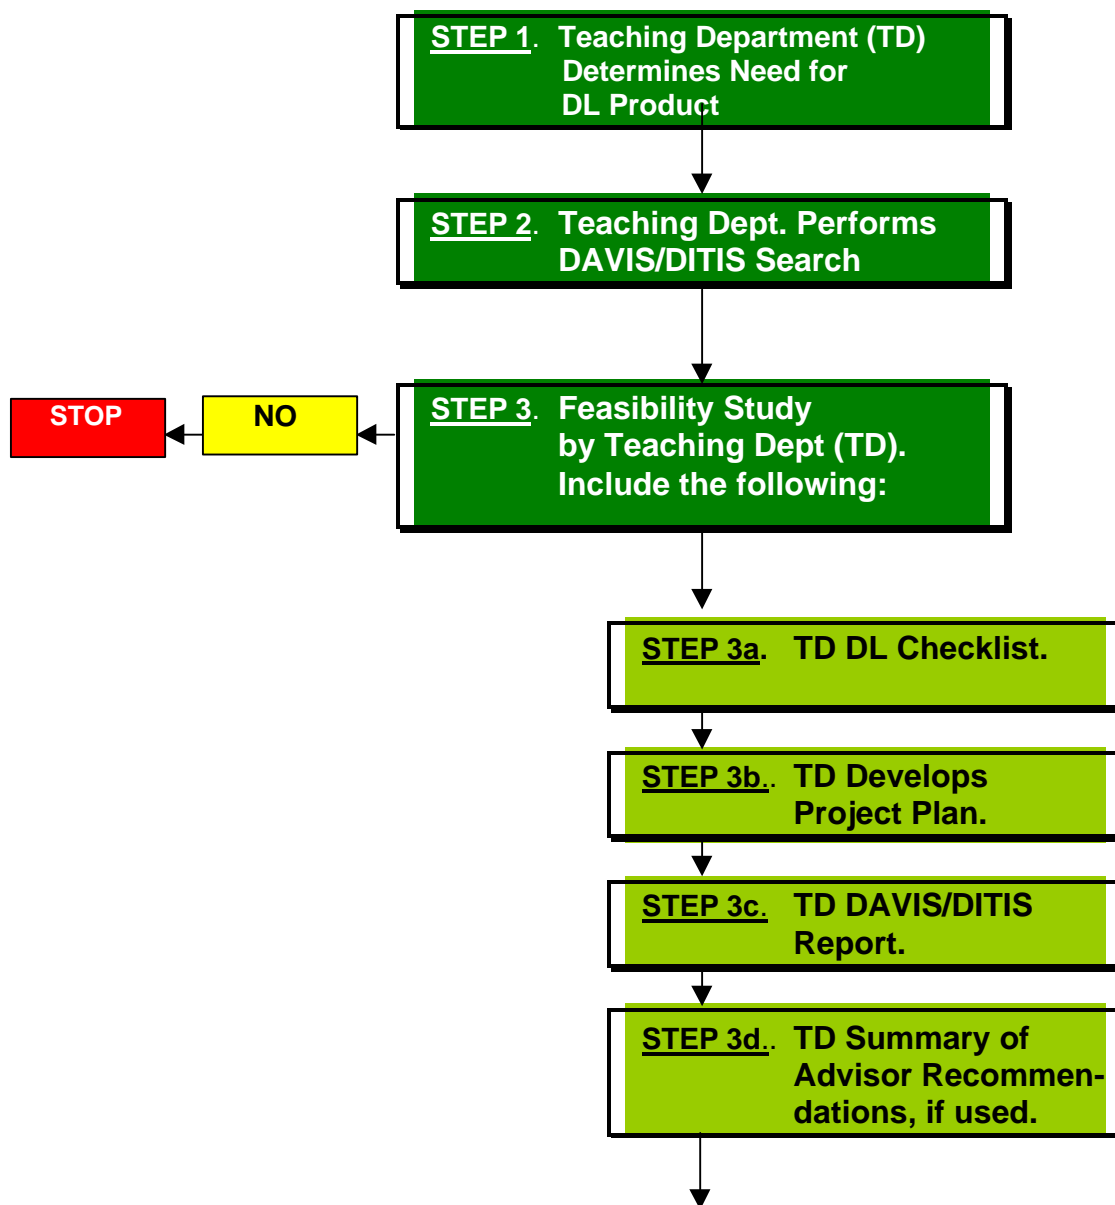 STEP 1. Teaching Department (TD)
Determines Need for
DL Product
STEP 2. Teaching Dept. Performs
DAVIS/DITIS Search
STOP
NO
STEP 3. Feasibility Study
by Teaching Dept (TD).
Include the following:
STEP 3a. TD DL Checklist.
STEP 3b.. TD Develops
Project Plan.
STEP 3c. TD DAVIS/DITIS
Report.
STEP 3d.. TD Summary of
Advisor Recommen-
dations, if used.